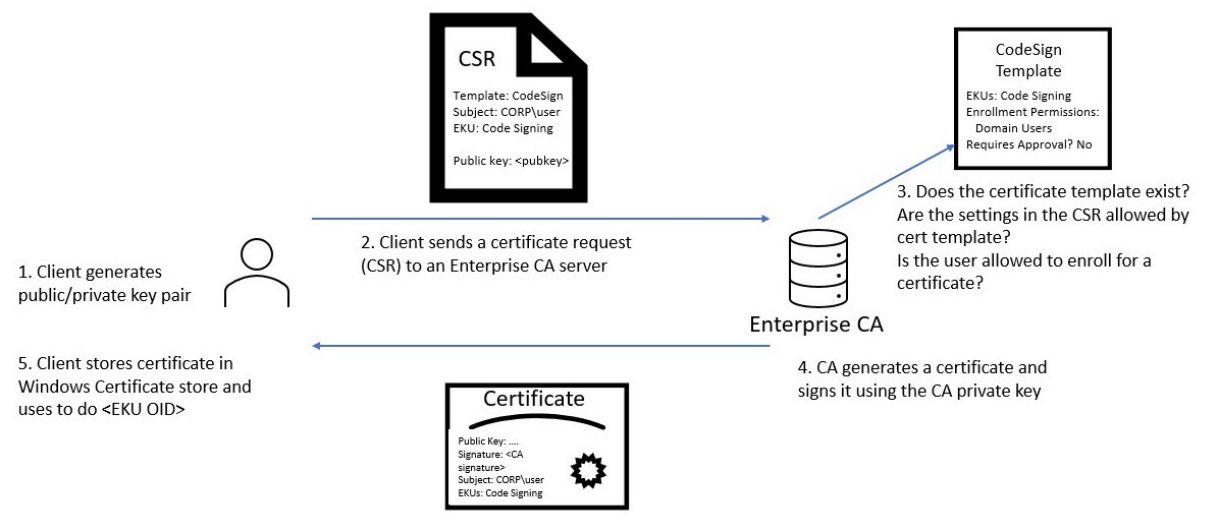 CSR
Template: CodeSign
Subject: CORP\user
EKU: Code Signing
Public key: <pubkey>
CodeSign
Template
EKUs: Code Signing
Enrollment Permissions:
Domain Users
Requires Approval? No
1. Client generates
public/private key pair
2. Client sends a certificate request
(CSR) to an Enterprise CA server
3. Does the certificate template exist?
Are the settings in the CSR allowed by
cert template?
Is the user allowed to enroll for a
certificate?
Enterprise CA
4. CA generates a certificate and
signs it using the CA private key
5. Client stores certificate in
Windows Certificate store and
uses to do <EKU OID>
Certificate
Public Key: ....
Signature: <CA
signature>
Subject: CORP\user
EKUs: Code Signing